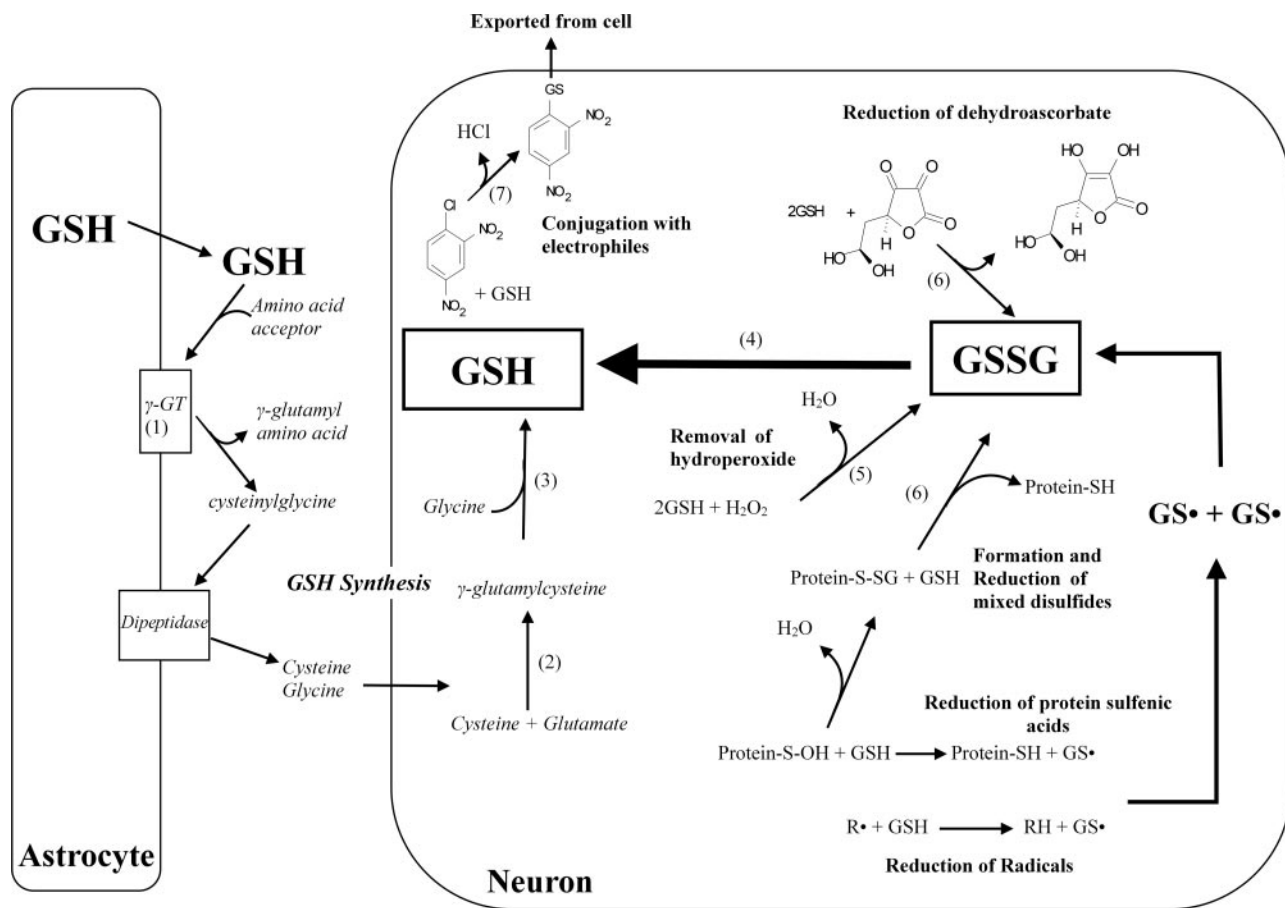 Exported from cell
GS
NO2
NO2
HCl
(7)
Cl
NO2
NO2
+ GSH
Conjugation with
electrophiles
Reduction of dehydroascorbate
2GSH +
O
O
O
O
H
HO
OH
HO
OH
O
O
H
HO
OH
(6)
GSH
GSH
Amino acid
acceptor
γ-GT
(1)
γ-glutamyl
amino acid
cysteinylglycine
Dipeptidase
Cysteine
Glycine
Astrocyte
GSH
(4)
GSSG
H2O
Removal of
hydroperoxide
(5)
2GSH + H2O2
(3)
Glycine
GSH Synthesis
γ-glutamylcysteine
(2)
Cysteine + Glutamate
(6)
Protein-SH
GS• + GS•
Formation and
Reduction of
mixed disulfides
Protein-S-SG + GSH
H2O
Reduction of protein sulfenic
acids
Protein-S-OH + GSH
Protein-SH + GS•
R• + GSH
RH + GS•
Reduction of Radicals
Neuron